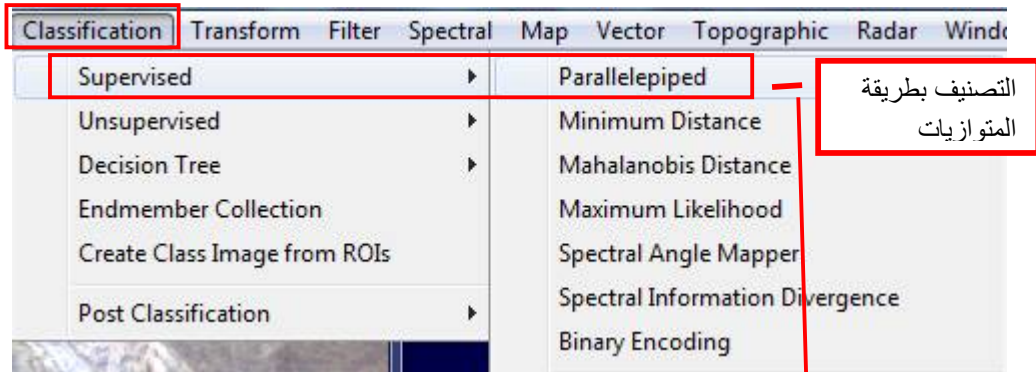 Classification Transform Filter Spectral Map Vector Topographic Radar
Supervised
Unsupervised
Decision Tree
Endmember Collection
Create Class Image from ROIs
Post Classification
Parallelepiped
Minimum Distance
Mahalanobis Distance
Maximum Likelihood
Spectral Angle Mapper
Spectral Information Divergence
Binary Encoding
التصنيف بطريقة
المتوازيات